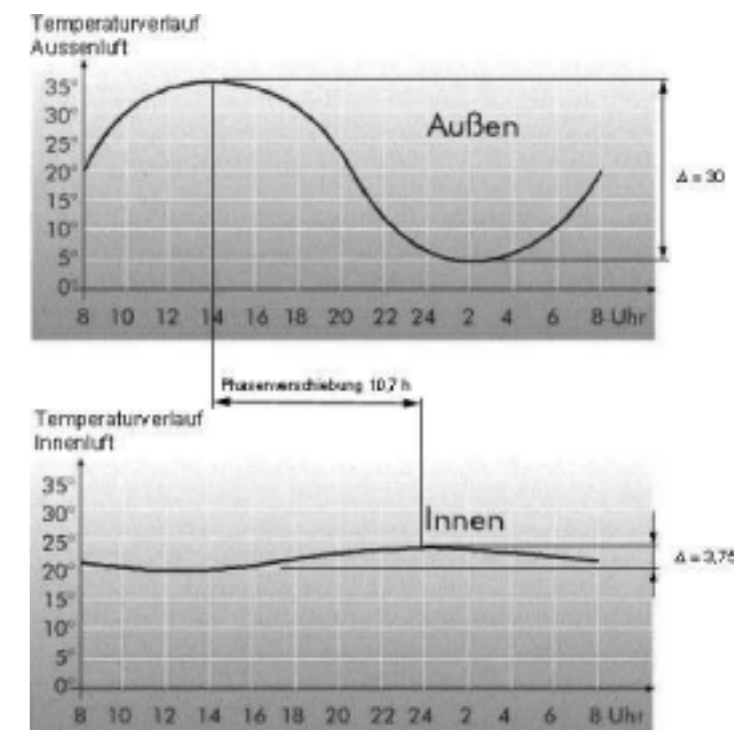 Temperaturverlauf
Aussenluft
35°
30°
25°
20°
15°
10°
5°
0°
Außen
Δ = 30
8 10 12 14 16 18 20 22 24 2 4 6 8 Uhr
Phasenverschiebung 10,7 h
Temperaturverlauf
Innenluft
35°
30°
25°
20°
15°
10°
5°
0°
Innen
Δ = 3,75
8 10 12 14 16 18 20 22 24 2 4 6 8 Uhr